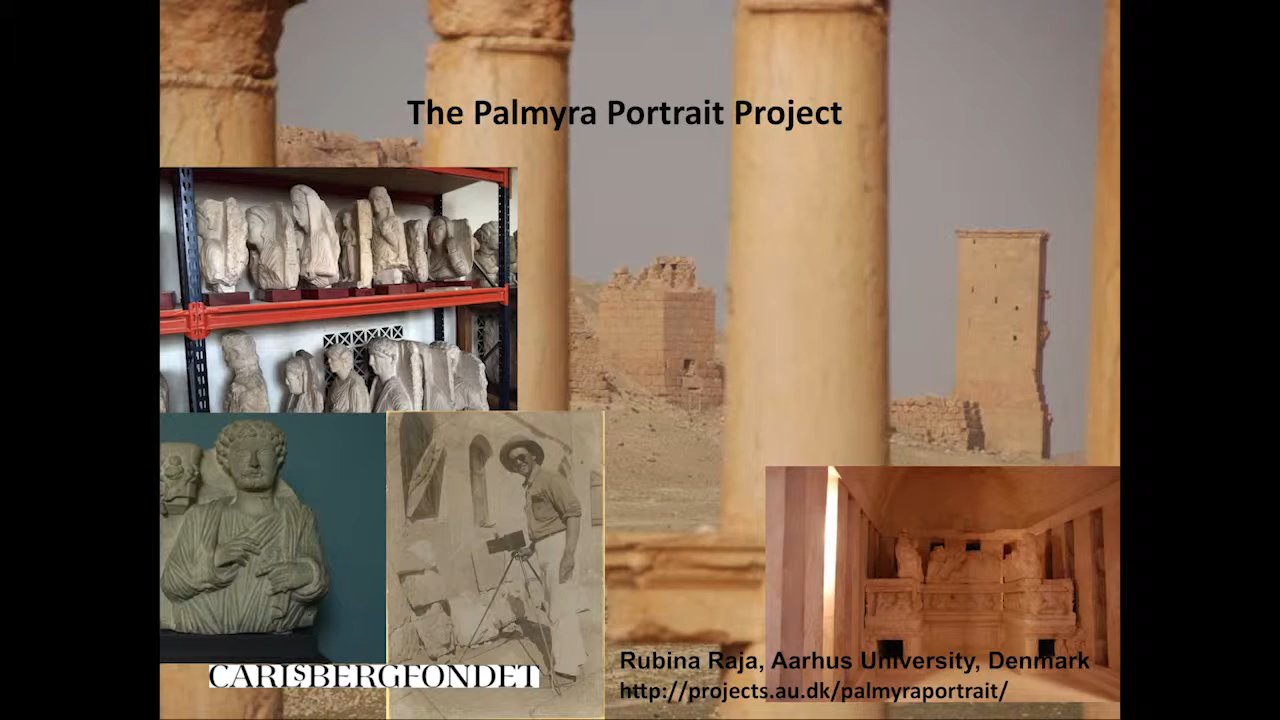 The Palmyra Portrait Project
CARLSBERGFONDET
Rubina Raja, Aarhus University, Denmark
http://projects.au.dk/palmyraportrait/